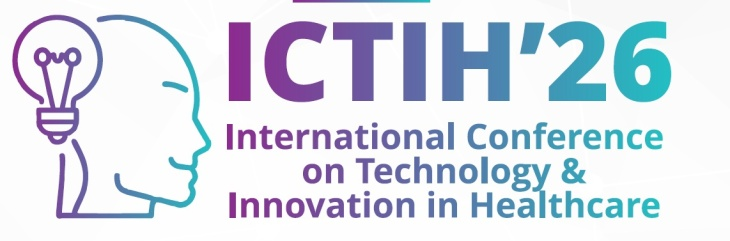 ICTIH’26
International Conference
on Technology &
Innovation in Healthcare